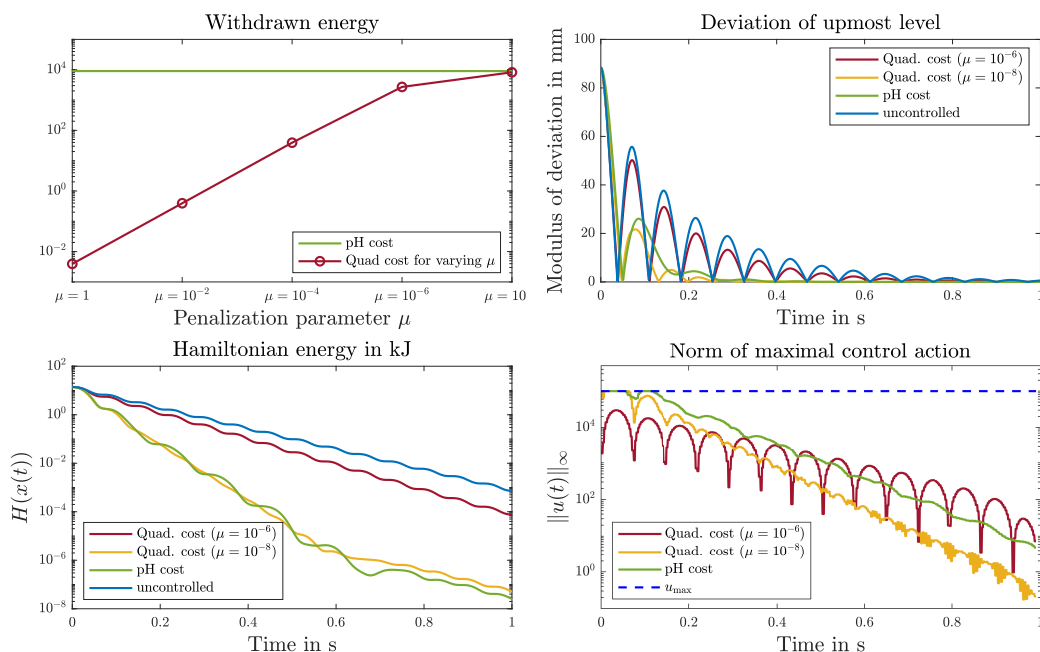 Withdrawn energy
10^4
10^2
10^0
10^{-2}
pH cost
Quad cost for varying μ
μ = 1
μ = 10^{-2}
μ = 10^{-4}
μ = 10^{-6}
μ = 10
Penalization parameter μ
Deviation of upmost level
Modulus of deviation in mm
100
80
60
40
20
0
Quad. cost (μ = 10^{-6})
Quad. cost (μ = 10^{-8})
pH cost
uncontrolled
0
0.2
0.4
0.6
0.8
1
Time in s
Hamiltonian energy in kJ
H(x(t))
10^2
10^0
10^{-2}
10^{-4}
10^{-6}
10^{-8}
Quad. cost (μ = 10^{-6})
Quad. cost (μ = 10^{-8})
pH cost
uncontrolled
0
0.2
0.4
0.6
0.8
1
Time in s
Norm of maximal control action
||u(t)||_∞
10^4
10^2
10^0
Quad. cost (μ = 10^{-6})
Quad. cost (μ = 10^{-8})
pH cost
u_max
0
0.2
0.4
0.6
0.8
1
Time in s